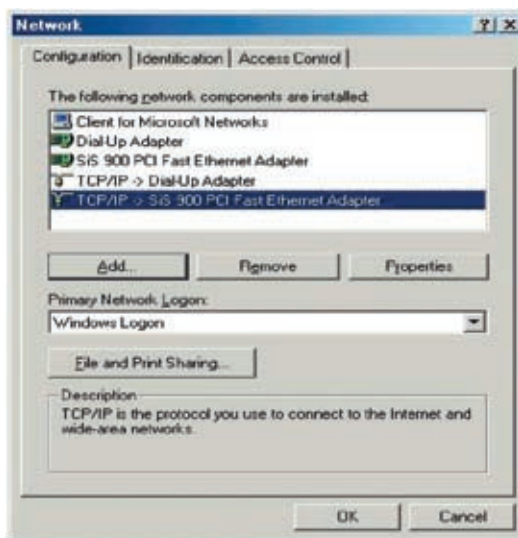 Network
Configuration Identification Access Control
The following network components are installed:
Client for Microsoft Networks
Dial-Up Adapter
SiS 900 PCI Fast Ethernet Adapter
TCP/IP -> Dial-Up Adapter
TCP/IP -> SiS 900 PCI Fast Ethernet Adapter
Add... Remove Properties
Primary Network Logon:
Windows Logon
File and Print Sharing...
Description
TCP/IP is the protocol you use to connect to the Internet and
wide-area networks.
OK Cancel